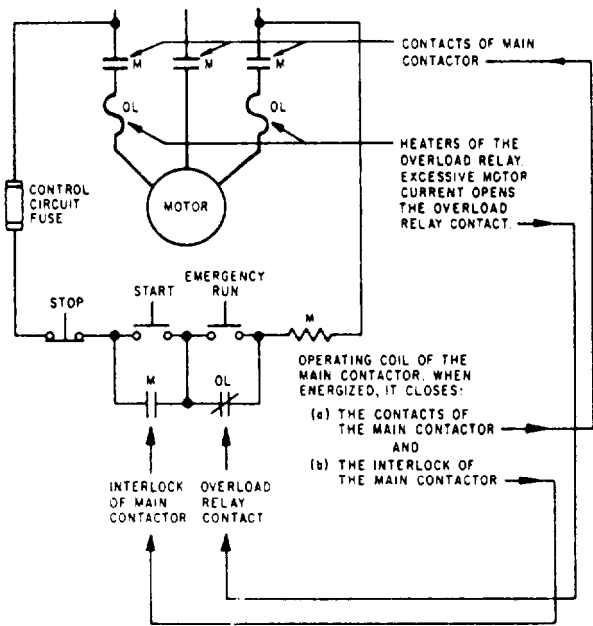 M
M
M
CONTACTS OF MAIN
CONTACTOR
OL
OL
HEATERS OF THE
OVERLOAD RELAY.
EXCESSIVE MOTOR
CURRENT OPENS
THE OVERLOAD
RELAY CONTACT.
CONTROL
CIRCUIT
FUSE
MOTOR
STOP
START
EMERGENCY
RUN
M
M
OL
OPERATING COIL OF THE
MAIN CONTACTOR. WHEN
ENERGIZED, IT CLOSES:
(a) THE CONTACTS OF
THE MAIN CONTACTOR
AND
(b) THE INTERLOCK OF
THE MAIN CONTACTOR
INTERLOCK
OF MAIN
CONTACTOR
OVERLOAD
RELAY
CONTACT